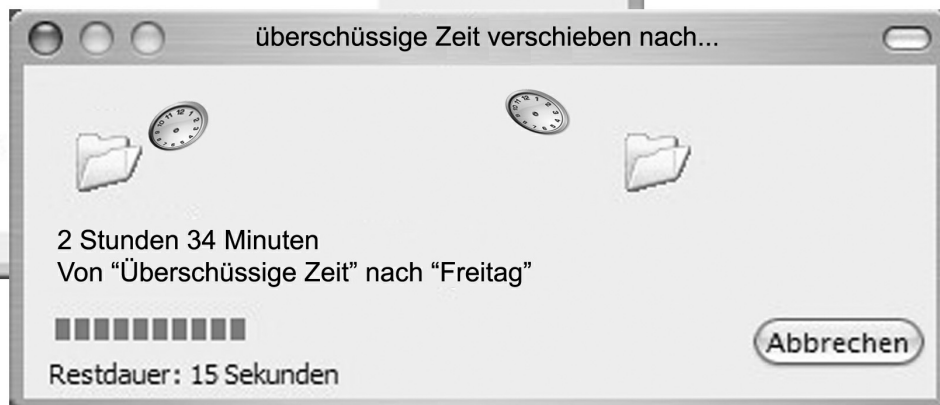 überschüssige Zeit verschieben nach...
2 Stunden 34 Minuten
Von “Überschüssige Zeit” nach “Freitag”
Abbrechen
Restdauer: 15 Sekunden